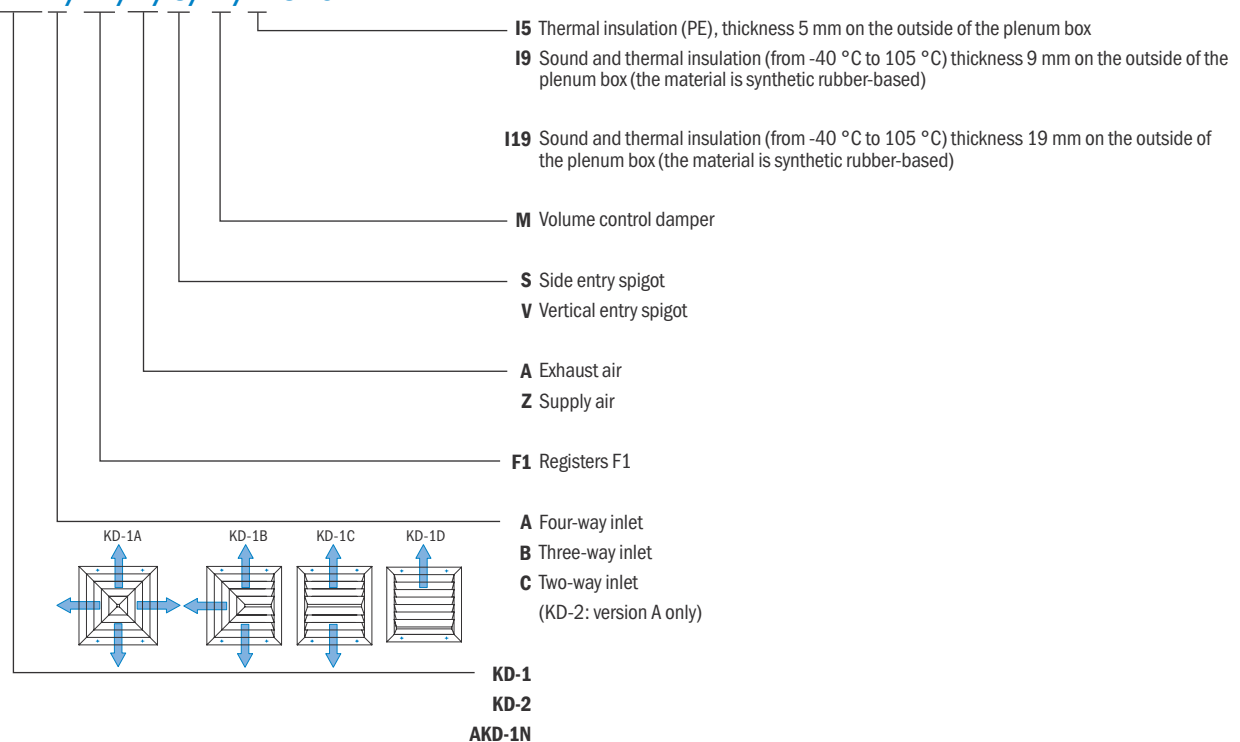 I5 Thermal insulation (PE), thickness 5 mm on the outside of the plenum box
I9 Sound and thermal insulation (from -40 °C to 105 °C) thickness 9 mm on the outside of the
plenum box (the material is synthetic rubber-based)
I19 Sound and thermal insulation (from -40 °C to 105 °C) thickness 19 mm on the outside of
the plenum box (the material is synthetic rubber-based)
M Volume control damper
S Side entry spigot
V Vertical entry spigot
A Exhaust air
Z Supply air
F1 Registers F1
A Four-way inlet
KD-1A KD-1B KD-1C KD-1D
B Three-way inlet
C Two-way inlet
(KD-2: version A only)
KD-1
KD-2
AKD-1N